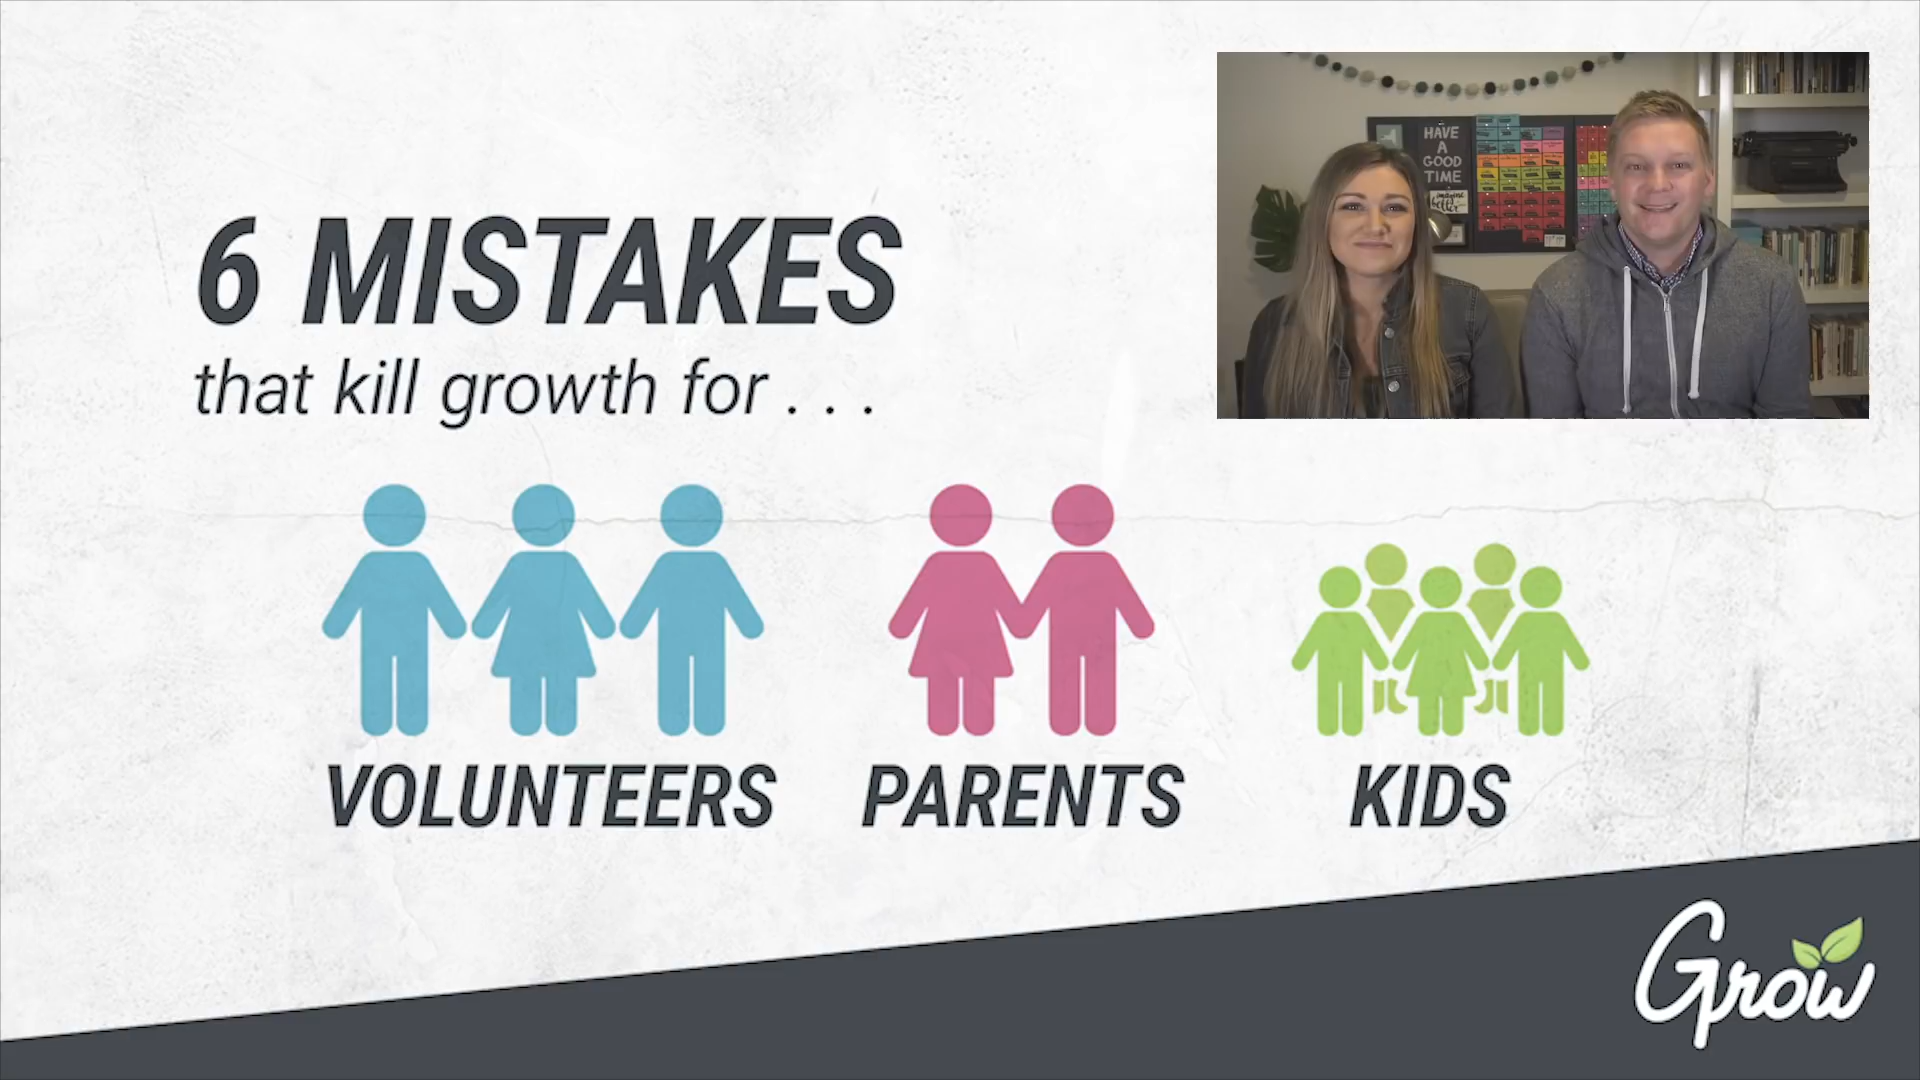 6 MISTAKES
that kill growth for . . .
HAVE
A
GOOD
TIME
VOLUNTEERS
PARENTS
KIDS
Grow